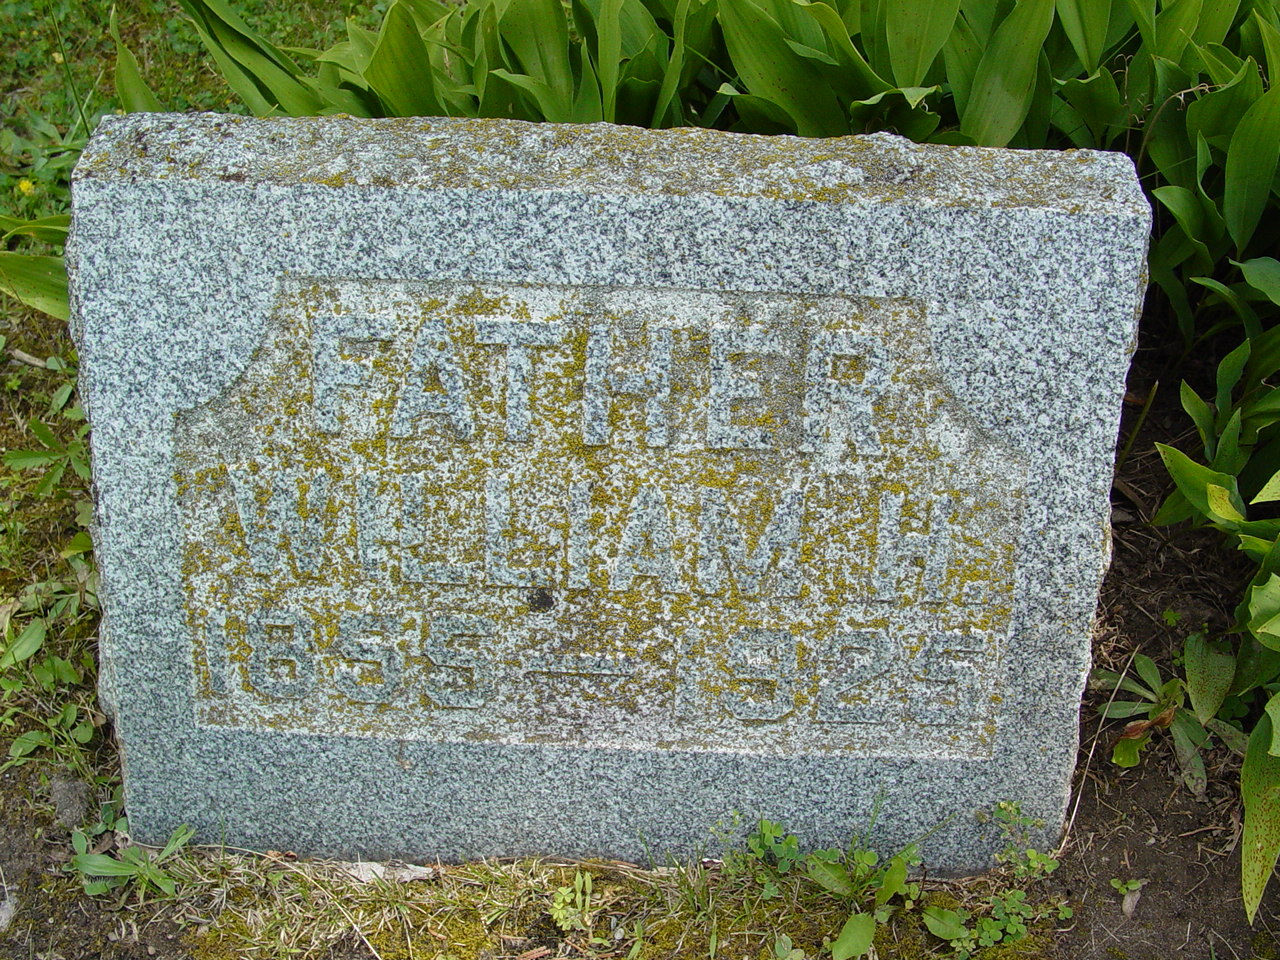 FATHER
WILLIAM H
1855 – 1925